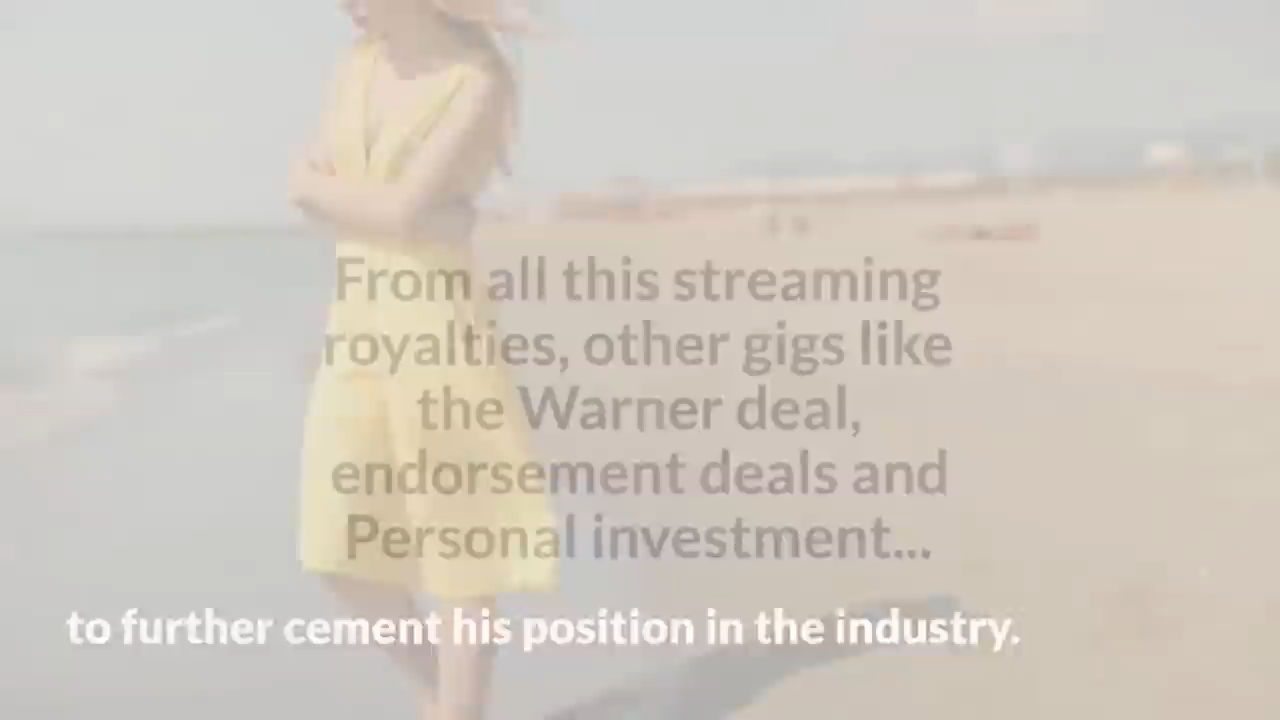 From all this streaming
royalties, other gigs like
the Warner deal,
endorsement deals and
Personal investment...
to further cement his position in the industry.